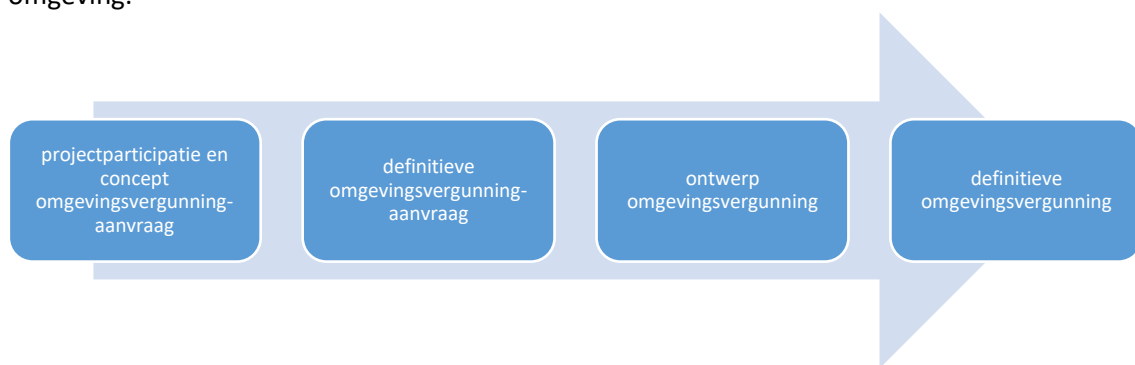 omgeving:
projectparticipatie en
concept
omgevingsvergunning-
aanvraag
definitieve
omgevingsvergunning-
aanvraag
ontwerp
omgevingsvergunning
definitieve
omgevingsvergunning